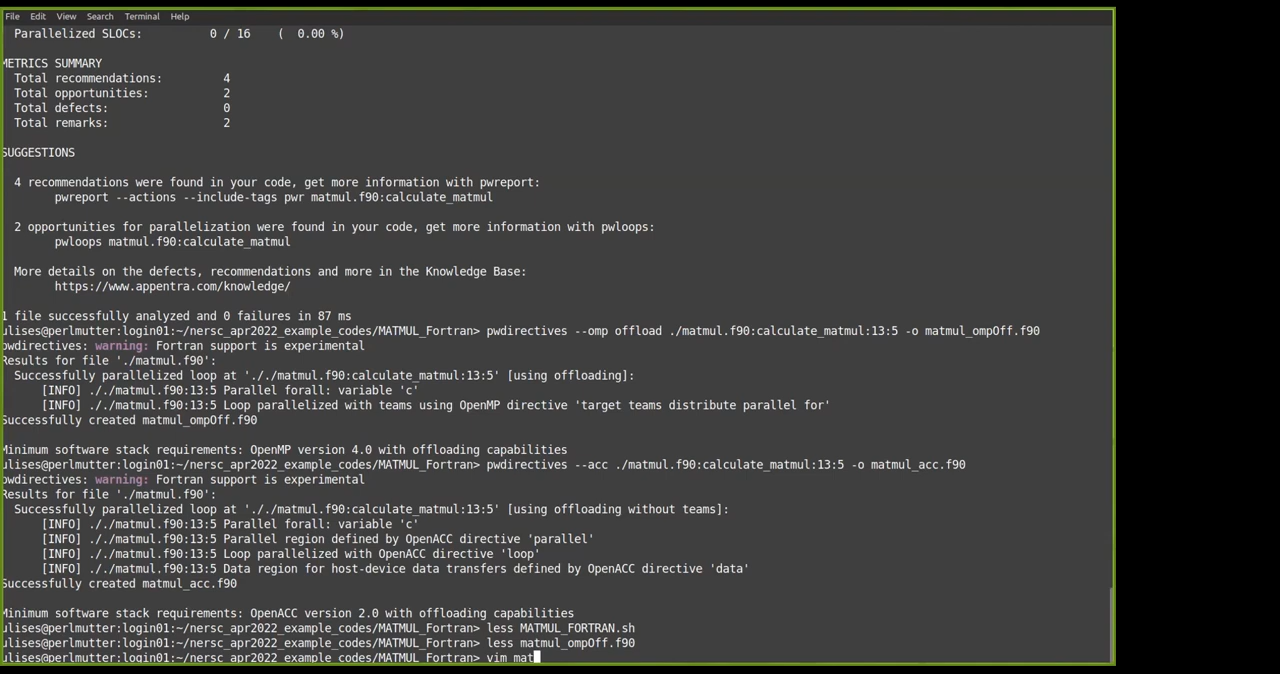 File Edit View Search Terminal Help
Parallelized SLOCs: 0 / 16 ( 0.00 %)
METRICS SUMMARY
Total recommendations: 4
Total opportunities: 2
Total defects: 0
Total remarks: 2
SUGGESTIONS
4 recommendations were found in your code, get more information with pwreport:
pwreport --actions --include-tags pwr matmul.f90:calculate_matmul
2 opportunities for parallelization were found in your code, get more information with pwloops:
pwloops matmul.f90:calculate_matmul
More details on the defects, recommendations and more in the Knowledge Base:
https://www.appentra.com/knowledge/
1 file successfully analyzed and 0 failures in 87 ms
ulises@perlmutter:login01:~/nersc_apr2022_example_codes/MATMUL_Fortran> pwdirectives --omp offload ./matmul.f90:calculate_matmul:13:5 -o matmul_ompOff.f90
pwdirectives: warning: Fortran support is experimental
Results for file './matmul.f90':
Successfully parallelized loop at '././matmul.f90:calculate_matmul:13:5' [using offloading]:
[INFO] ././matmul.f90:13:5 Parallel forall: variable 'c'
[INFO] ././matmul.f90:13:5 Loop parallelized with teams using OpenMP directive 'target teams distribute parallel for'
Successfully created matmul_ompOff.f90
Minimum software stack requirements: OpenMP version 4.0 with offloading capabilities
ulises@perlmutter:login01:~/nersc_apr2022_example_codes/MATMUL_Fortran> pwdirectives --acc ./matmul.f90:calculate_matmul:13:5 -o matmul_acc.f90
pwdirectives: warning: Fortran support is experimental
Results for file './matmul.f90':
Successfully parallelized loop at '././matmul.f90:calculate_matmul:13:5' [using offloading without teams]:
[INFO] ././matmul.f90:13:5 Parallel forall: variable 'c'
[INFO] ././matmul.f90:13:5 Parallel region defined by OpenACC directive 'parallel'
[INFO] ././matmul.f90:13:5 Loop parallelized with OpenACC directive 'loop'
[INFO] ././matmul.f90:13:5 Data region for host-device data transfers defined by OpenACC directive 'data'
Successfully created matmul_acc.f90
Minimum software stack requirements: OpenACC version 2.0 with offloading capabilities
ulises@perlmutter:login01:~/nersc_apr2022_example_codes/MATMUL_Fortran> less MATMUL_FORTRAN.sh
ulises@perlmutter:login01:~/nersc_apr2022_example_codes/MATMUL_Fortran> less matmul_ompOff.f90
ulises@perlmutter:login01:~/nersc_apr2022_example_codes/MATMUL_Fortran> vim mat